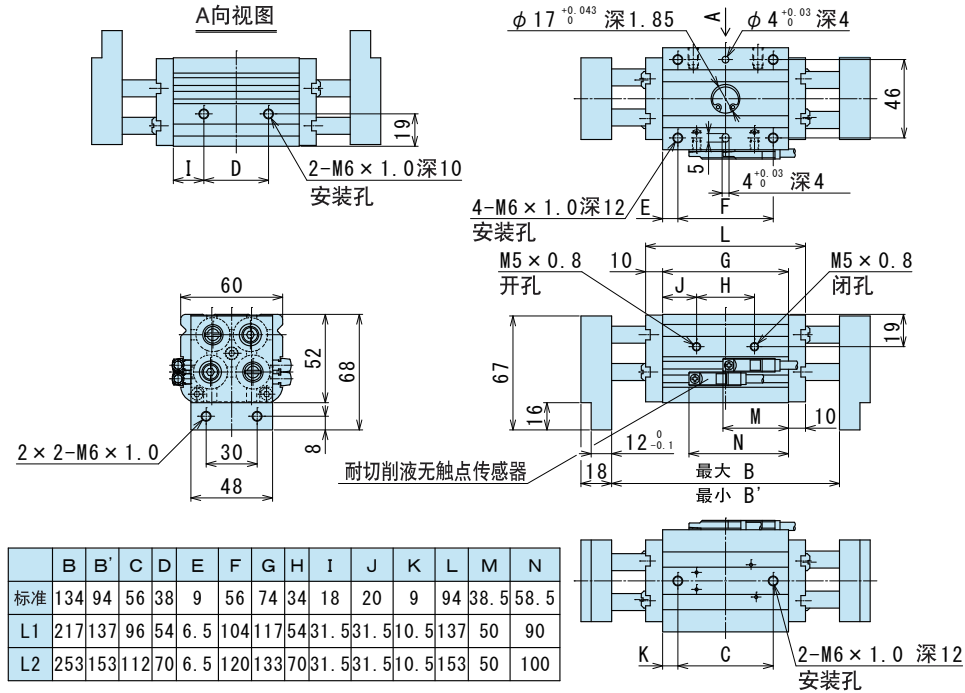 A向视图
19
I
D
2-M6×1.0深10
安装孔
φ17 +0.043 0 深1.85
A
φ4 +0.03 0 深4
46
5
4 +0.03 0 深4
4-M6×1.0深12
安装孔
E
F
60
52
68
8
2×2-M6×1.0
30
48
L
M5×0.8
开孔
10
G
M5×0.8
闭孔
J
H
19
67
16
M
10
12 0 -0.1
N
耐切削液无触点传感器
18
最大 B
最小 B'
B B' C D E F G H I J K L M N
标准 134 94 56 38 9 56 74 34 18 20 9 94 38.5 58.5
L1 217 137 96 54 6.5 104 117 54 31.5 31.5 10.5 137 50 90
L2 253 153 112 70 6.5 120 133 70 31.5 31.5 10.5 153 50 100
K
C
2-M6×1.0 深12
安装孔